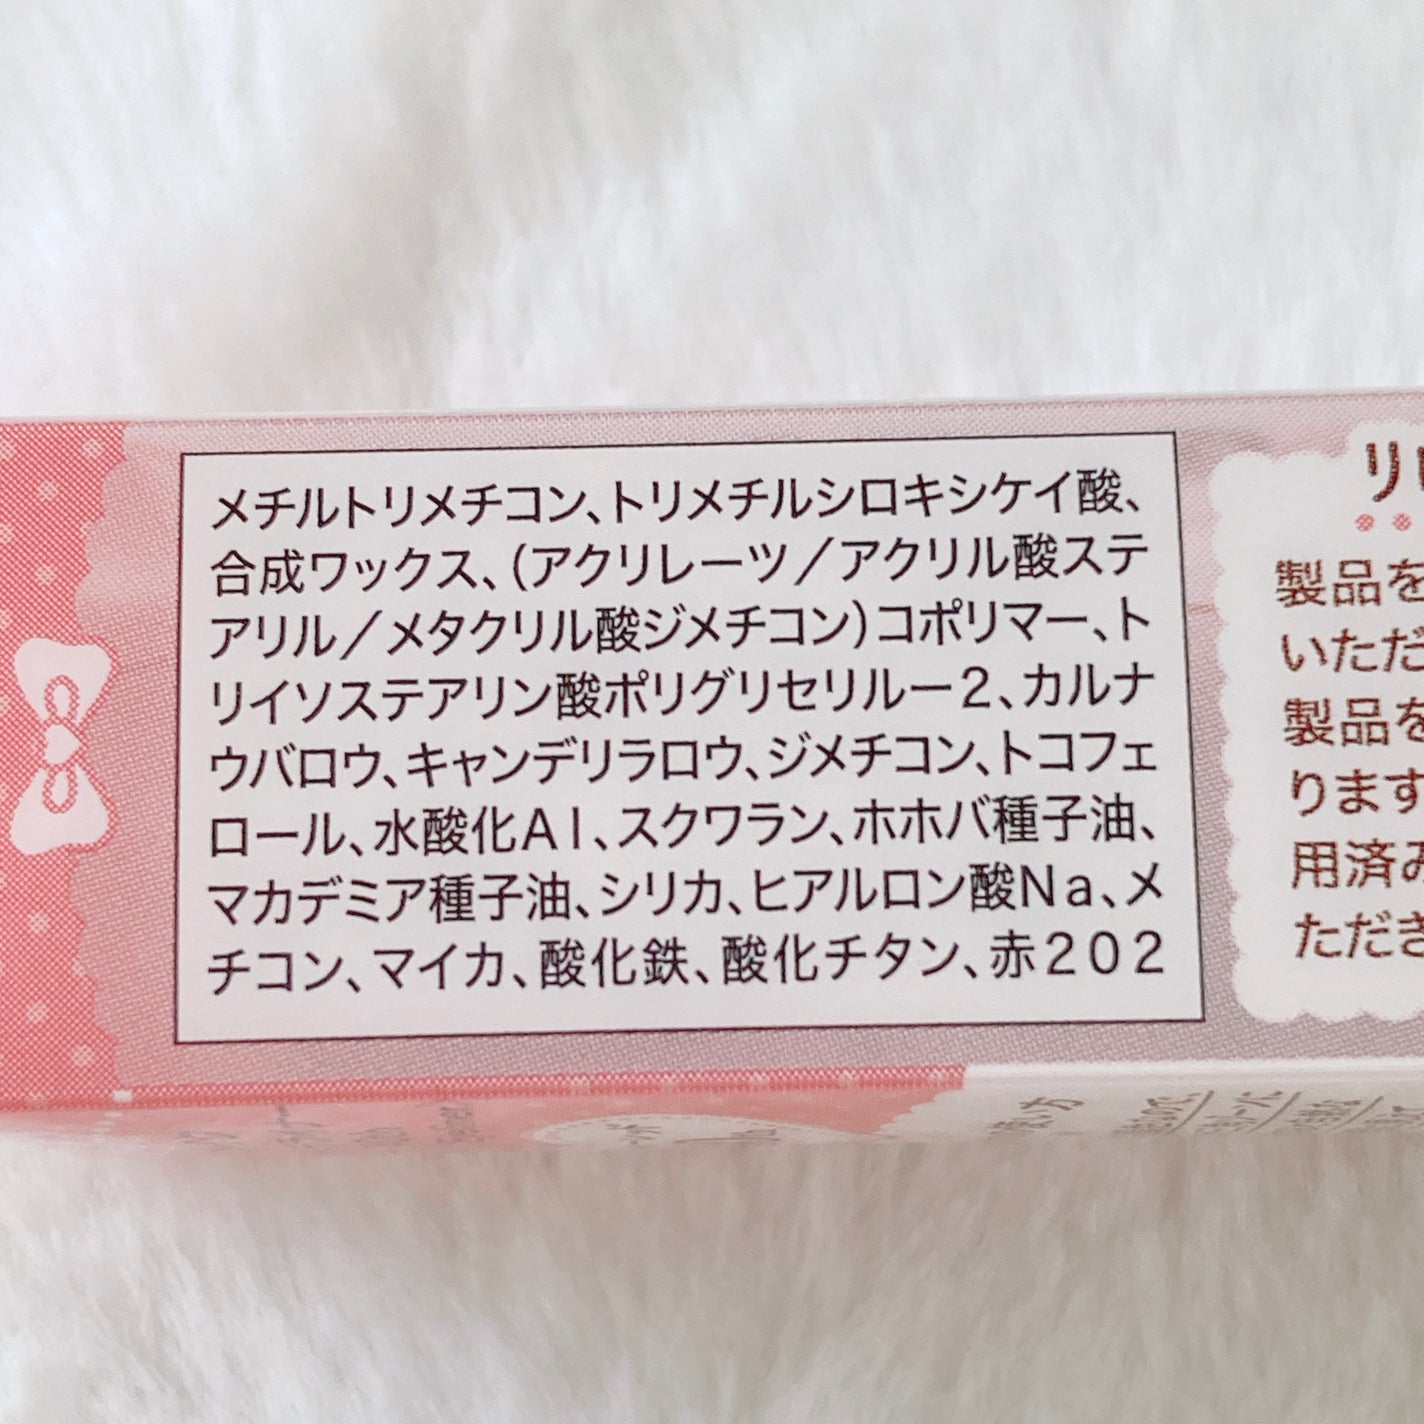 メチルトリメチコン、トリメチルシロキシケイ酸、
合成ワックス、(アクリレーツ／アクリル酸ステ
アリル／メタクリル酸ジメチコン)コポリマー、ト
リイソステアリン酸ポリグリセリルー2、カルナ
ウバロウ、キャンデリラロウ、ジメチコン、トコフェ
ロール、水酸化Al、スクワラン、ホホバ種子油、
マカデミア種子油、シリカ、ヒアルロン酸Na、メ
チコン、マイカ、酸化鉄、酸化チタン、赤202
リ
製品を
いただ
製品を
ります
用済み
ただき